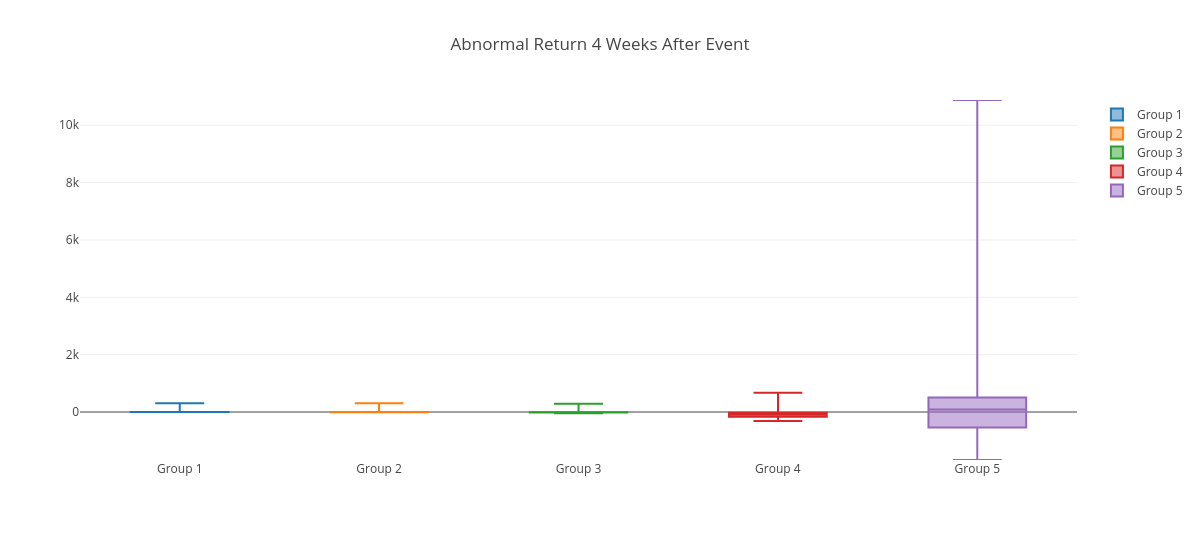 Abnormal Return 4 Weeks After Event
10k
8k
6k
4k
2k
0
Group 1
Group 2
Group 3
Group 4
Group 5
Group 1
Group 2
Group 3
Group 4
Group 5